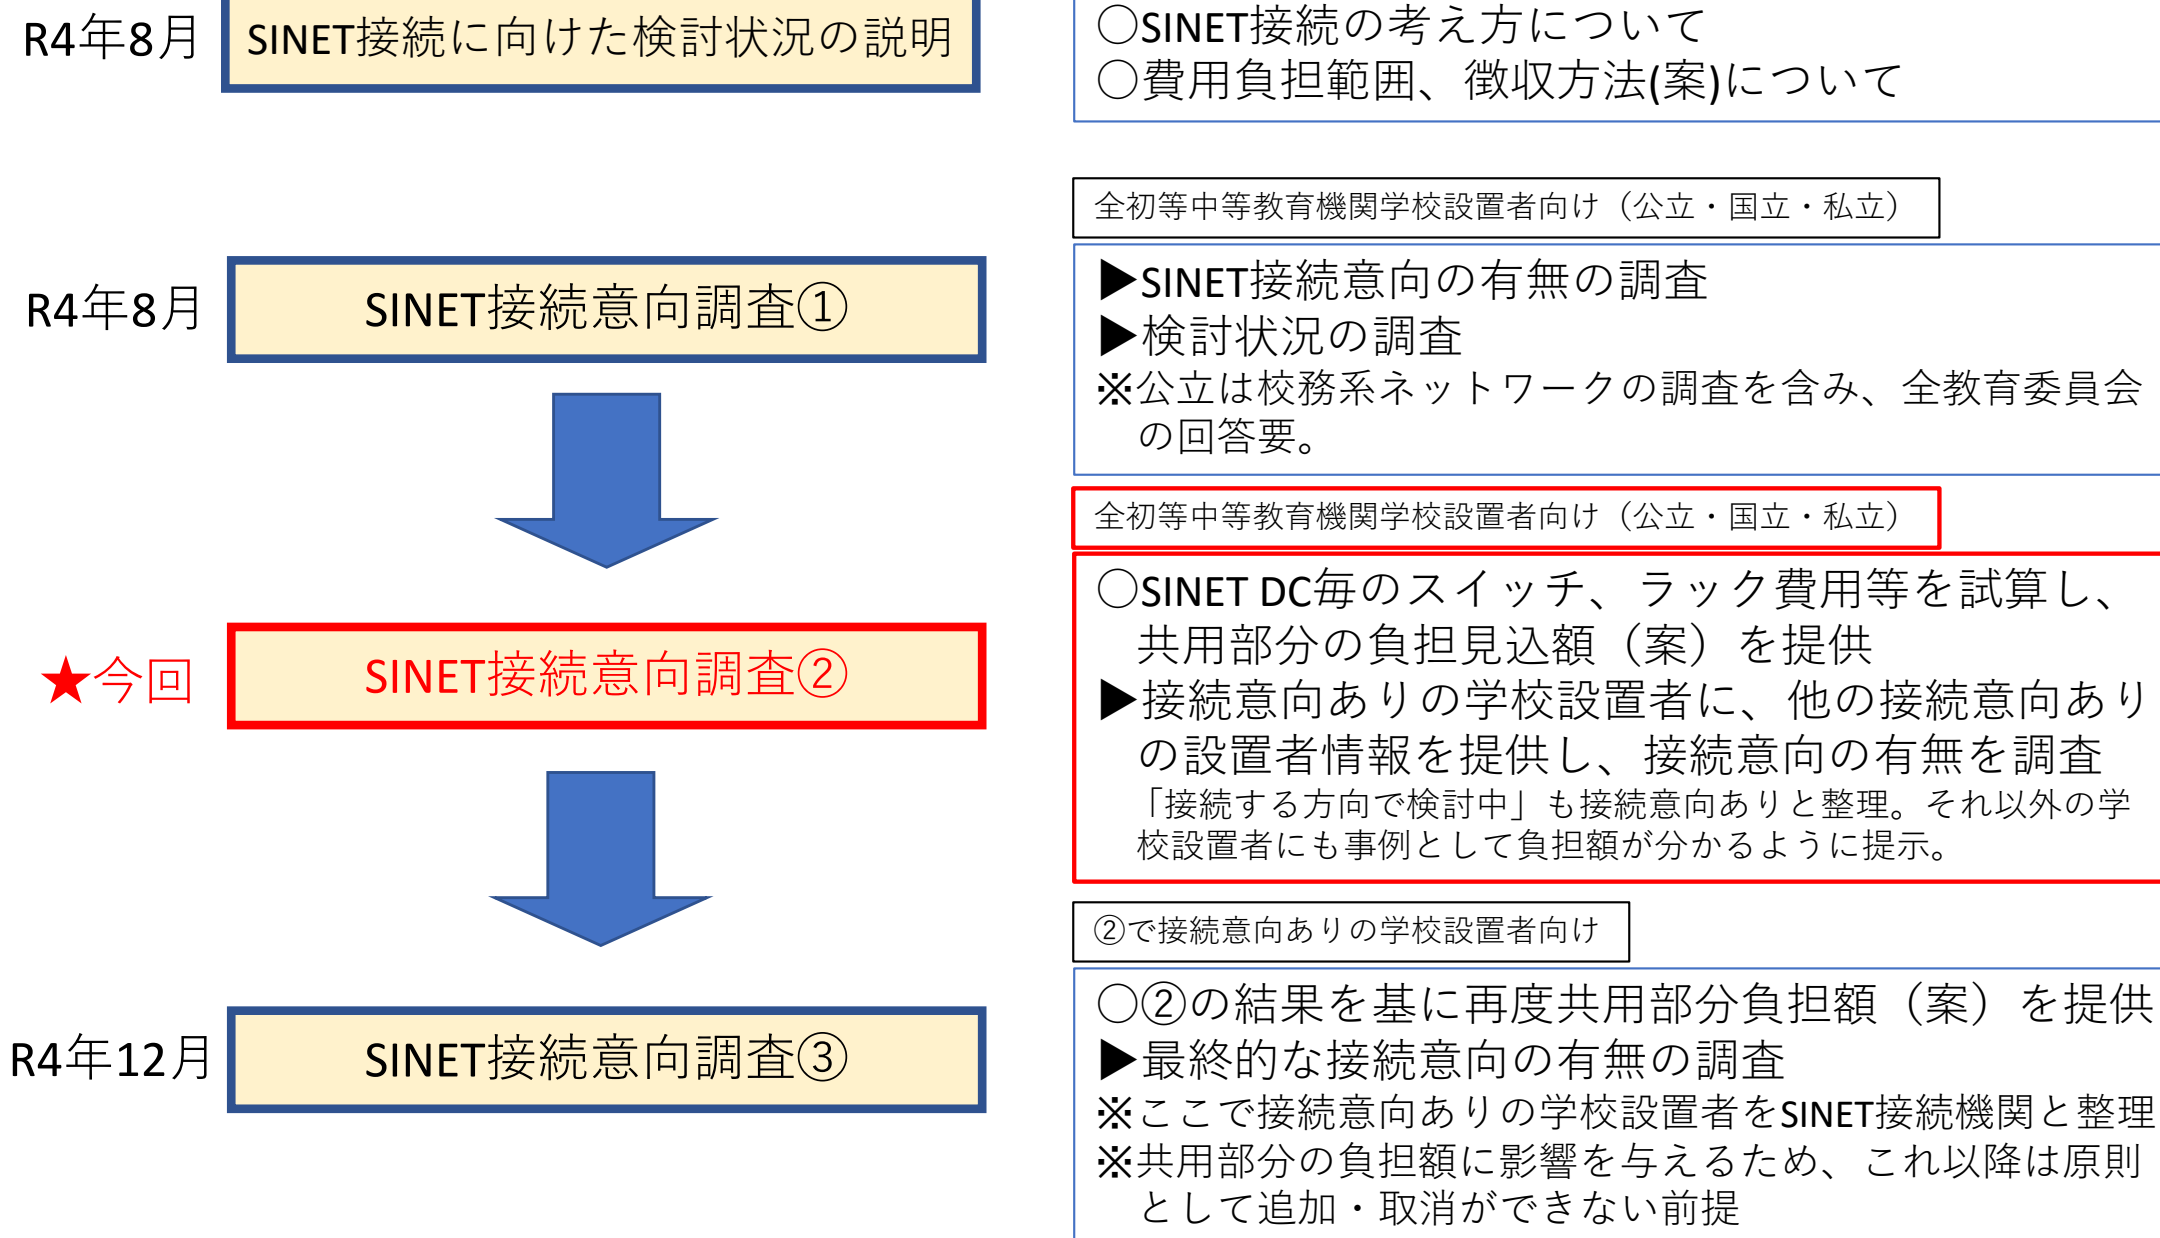 R4年8月
SINET接続に向けた検討状況の説明
○SINET接続の考え方について
○費用負担範囲、徴収方法(案)について
全初等中等教育機関学校設置者向け（公立・国立・私立）
R4年8月
SINET接続意向調査①
▶SINET接続意向の有無の調査
▶検討状況の調査
※公立は校務系ネットワークの調査を含み、全教育委員会
の回答要。
全初等中等教育機関学校設置者向け（公立・国立・私立）
★今回
SINET接続意向調査②
○SINET DC毎のスイッチ、ラック費用等を試算し、
共用部分の負担見込額（案）を提供
▶接続意向ありの学校設置者に、他の接続意向あり
の設置者情報を提供し、接続意向の有無を調査
「接続する方向で検討中」も接続意向ありと整理。それ以外の学
校設置者にも事例として負担額が分かるように提示。
②で接続意向ありの学校設置者向け
R4年12月
SINET接続意向調査③
○②の結果を基に再度共用部分負担額（案）を提供
▶最終的な接続意向の有無の調査
※ここで接続意向ありの学校設置者をSINET接続機関と整理
※共用部分の負担額に影響を与えるため、これ以降は原則
として追加・取消ができない前提